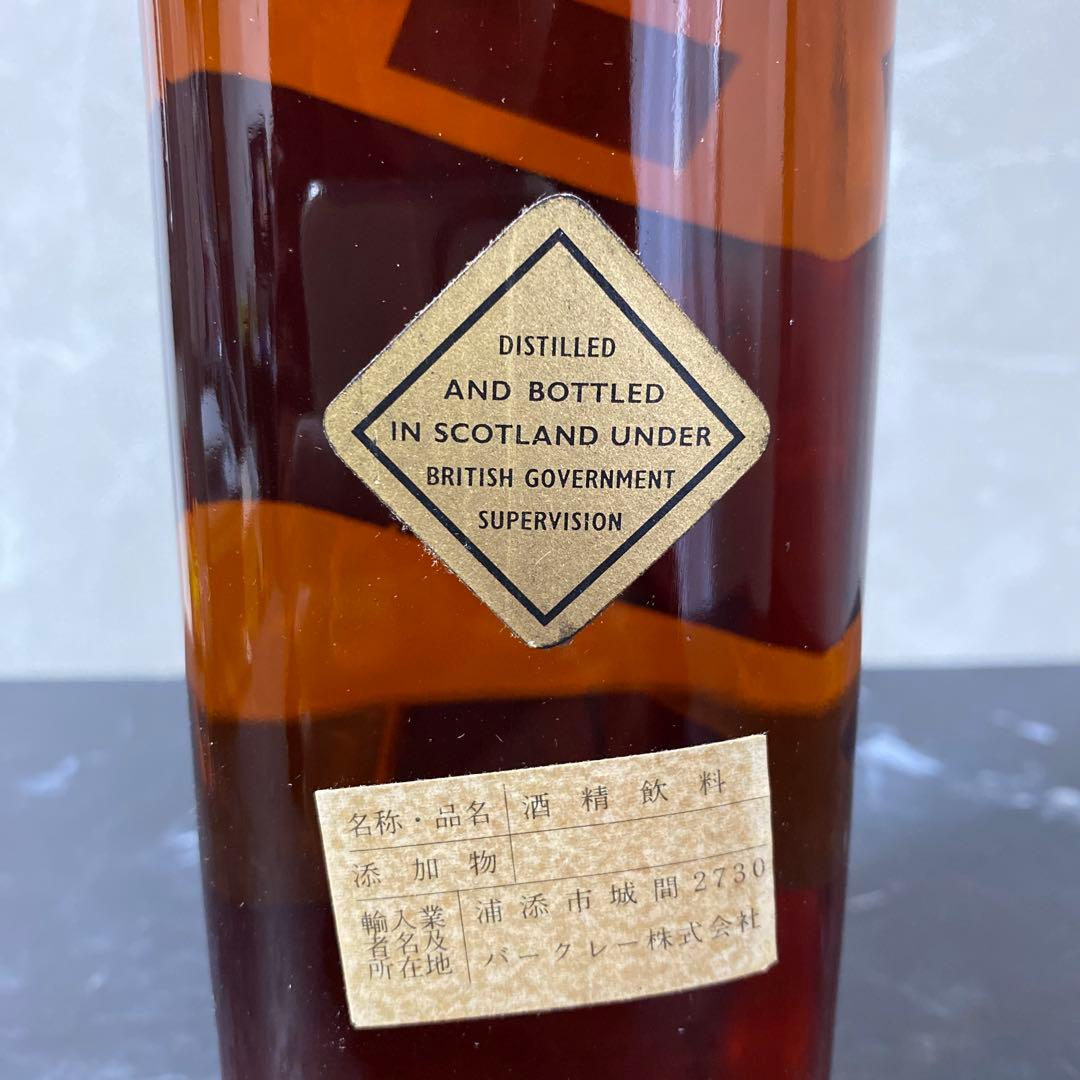 DISTILLED
AND BOTTLED
IN SCOTLAND UNDER
BRITISH GOVERNMENT
SUPERVISION
名称・品名 酒精飲料
添加物
輸入業者名及所在地 浦添市城間2730
バークレー株式会社